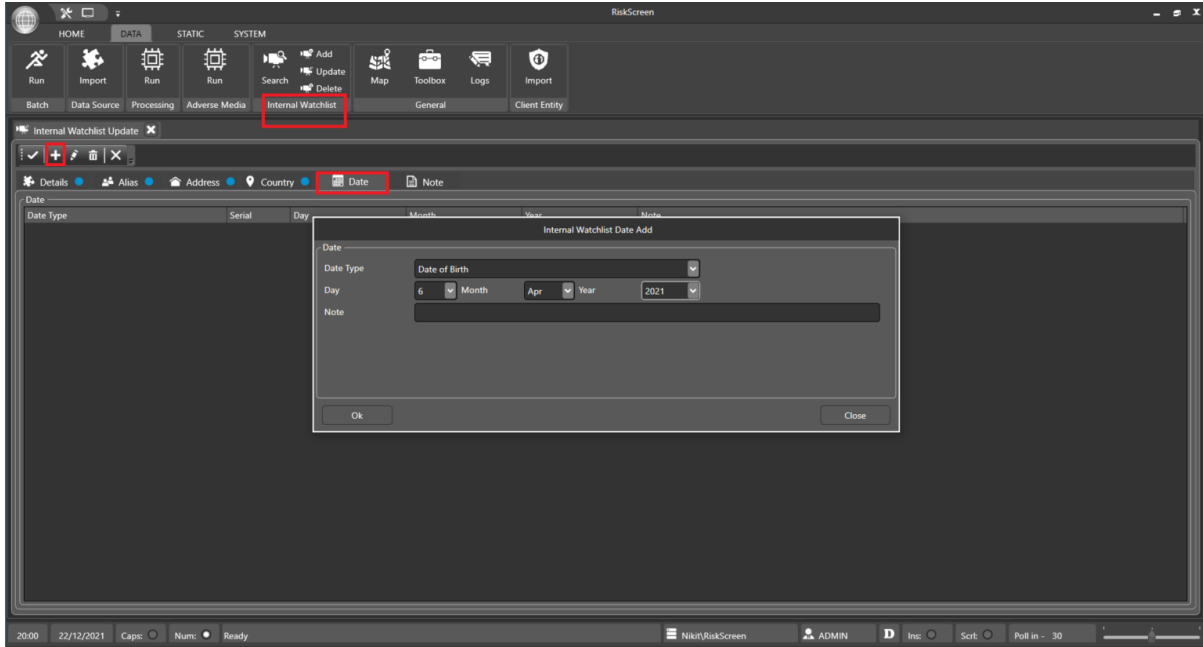 RiskScreen
HOME DATA STATIC SYSTEM
Add
Update
Run Import Run Run Search Map Toolbox Logs Import
Delete
Batch Data Source Processing Adverse Media Internal Watchlist General Client Entity
Internal Watchlist Update
Details Alias Address Country Date Note
Date
Date Type Serial Day Month Year Note
Internal Watchlist Date Add
Date
Date Type Date of Birth
Day 6 Month Apr Year 2021
Note
Ok Close
20:00 22/12/2021 Caps: Num: Ready Nikit\RiskScreen ADMIN D Ins: Scrl: Poll in - 30